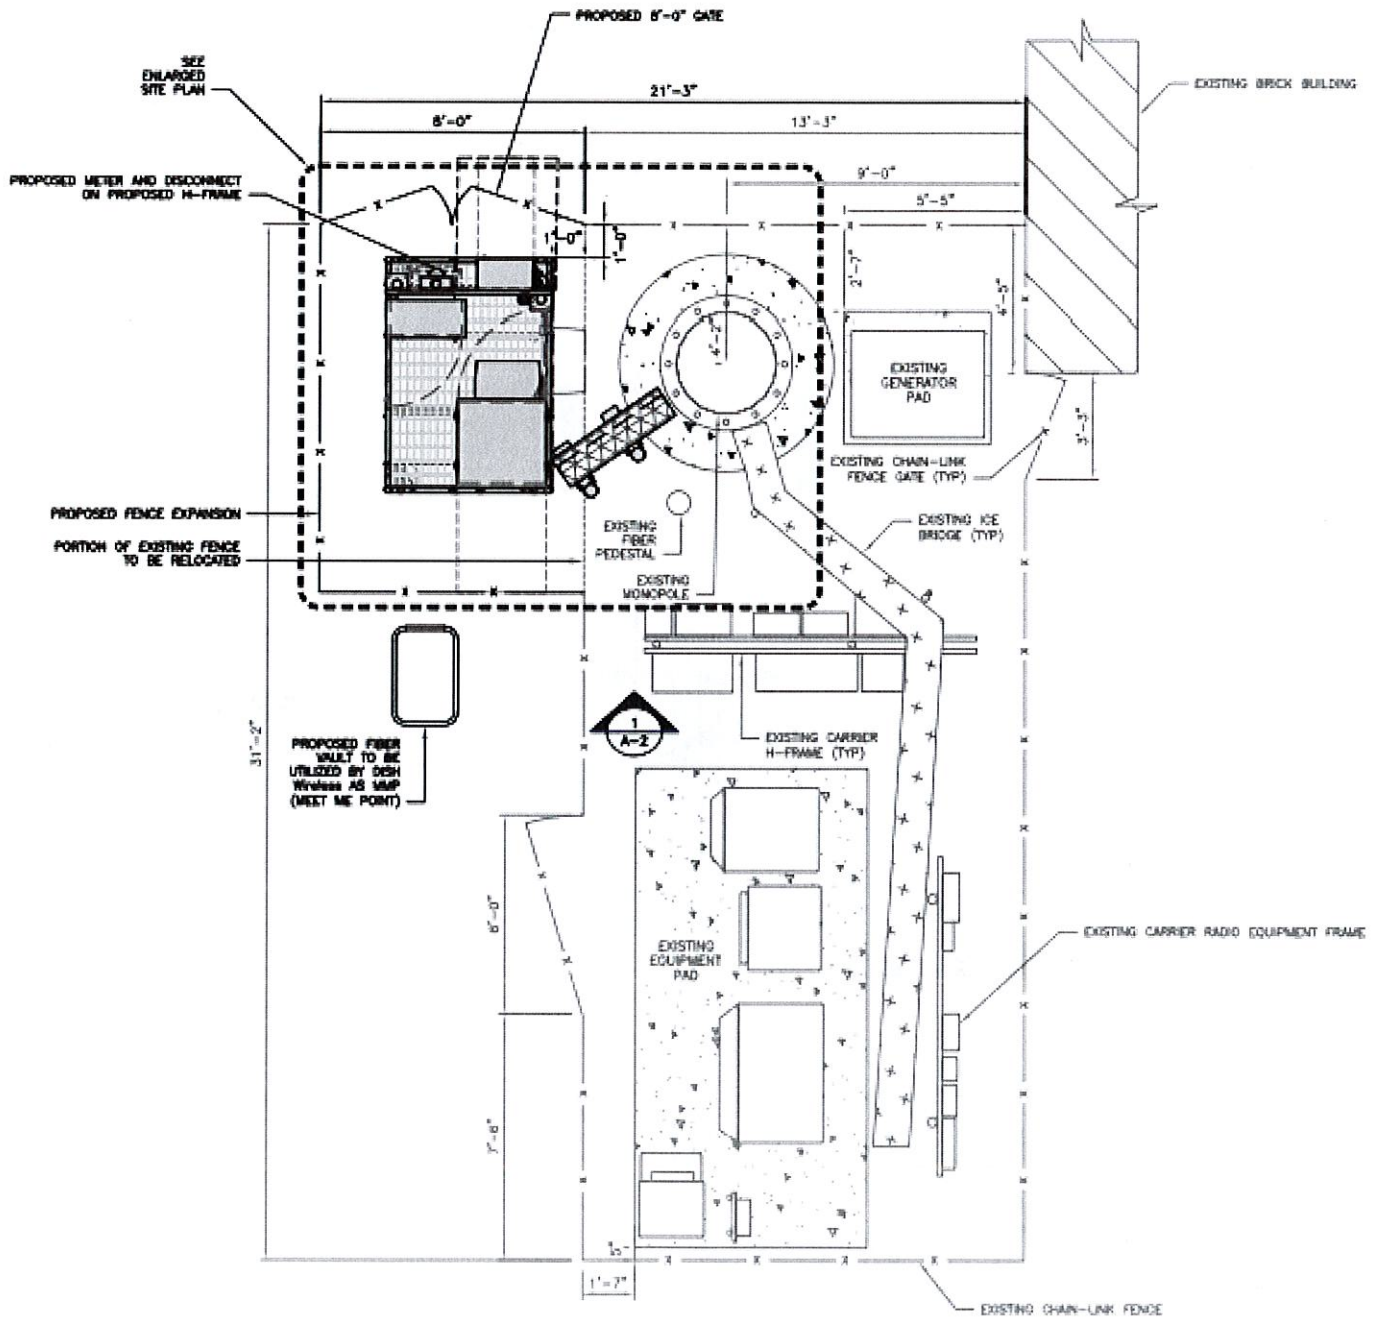 PROPOSED 8'-0" GATE
SEE
ENLARGED
SITE PLAN
EXISTING BRICK BUILDING
21'-3"
8'-0"
13'-3"
PROPOSED METER AND DISCONNECT
ON PROPOSED H-FRAME
9'-0"
5'-5"
1'-0"
1'-0"
2'-7"
4'-5"
4'-2"
EXISTING
GENERATOR
PAD
3'-3"
EXISTING CHAIN-LINK
FENCE GATE (TYP)
PROPOSED FENCE EXPANSION
PORTION OF EXISTING FENCE
TO BE RELOCATED
EXISTING
FIBER
PEDESTAL
EXISTING ICE
BRIDGE (TYP)
EXISTING
MONOPOLE
31'-2"
1
A-2
EXISTING CARRIER
H-FRAME (TYP)
PROPOSED FIBER
VAULT TO BE
UTILIZED BY DISH
Wireless AS MMP
(MEET ME POINT)
6'-0"
EXISTING
EQUIPMENT
PAD
EXISTING CARRIER RADIO EQUIPMENT FRAME
7'-6"
5"
1'-7"
EXISTING CHAIN-LINK FENCE